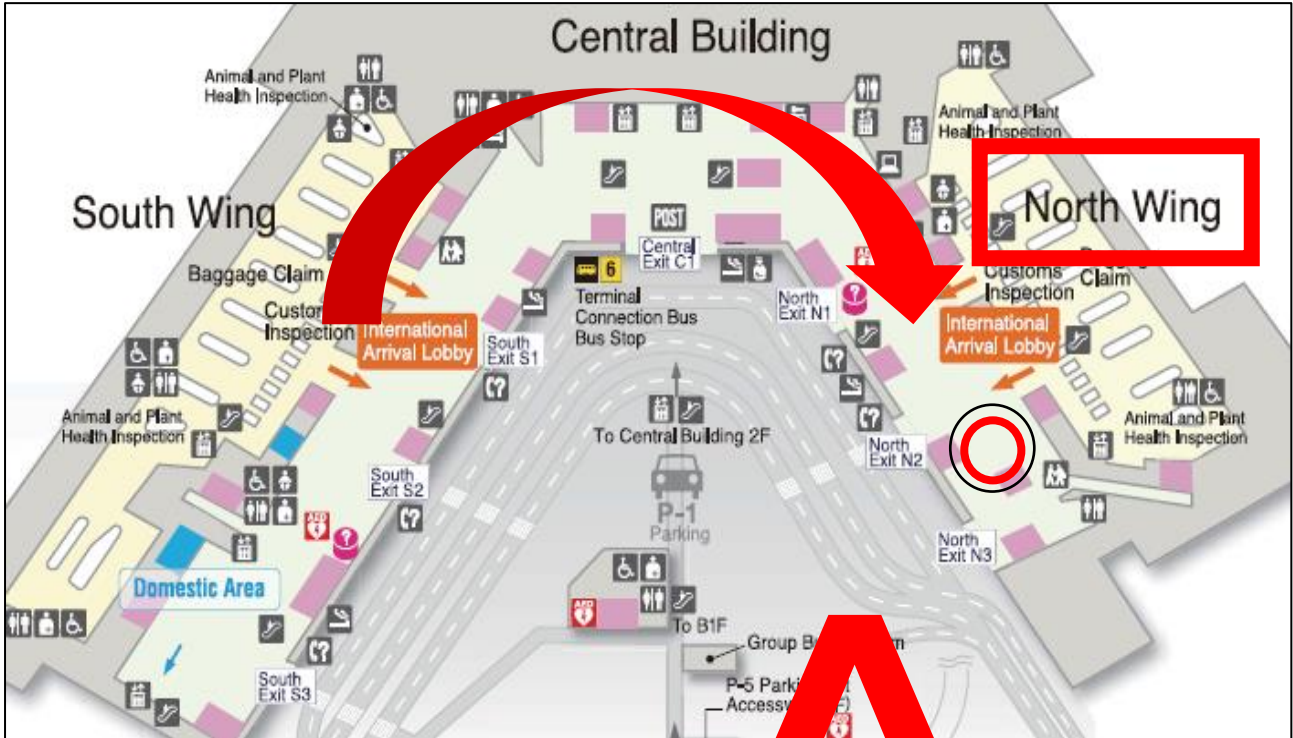 Central Building
Animal and Plant
Health Inspection
South Wing
Baggage Claim
Inspection
International
Arrival Lobby
South
Exit S1
Animal and Plant
Health Inspection
South
Exit S2
AED
Domestic Area
South
Exit S3
POST
Central
Exit C1
6
Terminal
Connection Bus
Bus Stop
To Central Building 2F
P-1
Parking
AED
To B1F
Group B
P-5
Animal and Plant
Health Inspection
North Wing
Customs
Inspection
Claim
North
Exit N1
?
International
Arrival Lobby
North
Exit N2
Animal and Plant
Health Inspection
North
Exit N3
AED